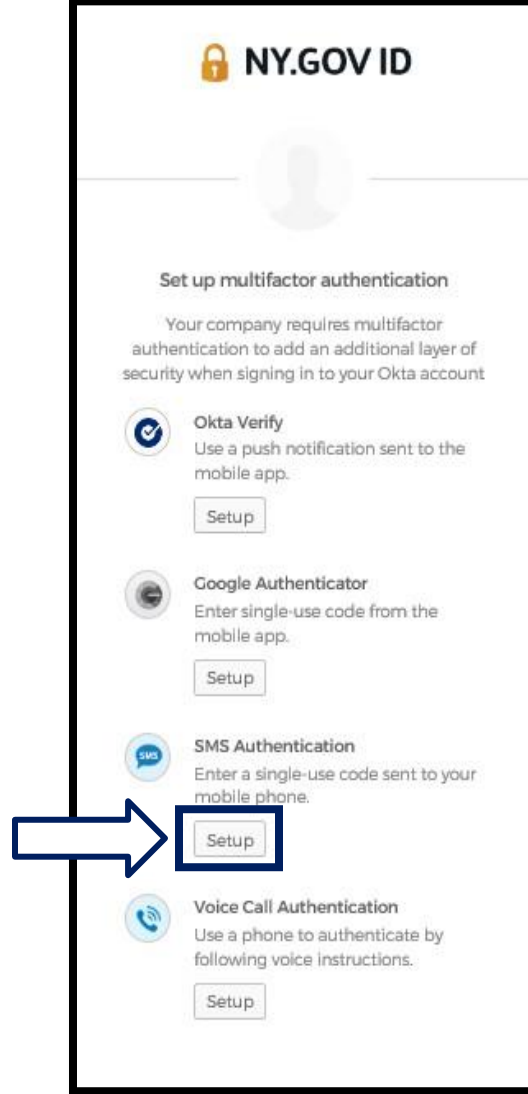 NY.GOV ID
Set up multifactor authentication
Your company requires multifactor
authentication to add an additional layer of
security when signing in to your Okta account
Okta Verify
Use a push notification sent to the
mobile app.
Setup
Google Authenticator
Enter single-use code from the
mobile app.
Setup
SMS
SMS Authentication
Enter a single-use code sent to your
mobile phone.
Setup
Voice Call Authentication
Use a phone to authenticate by
following voice instructions.
Setup